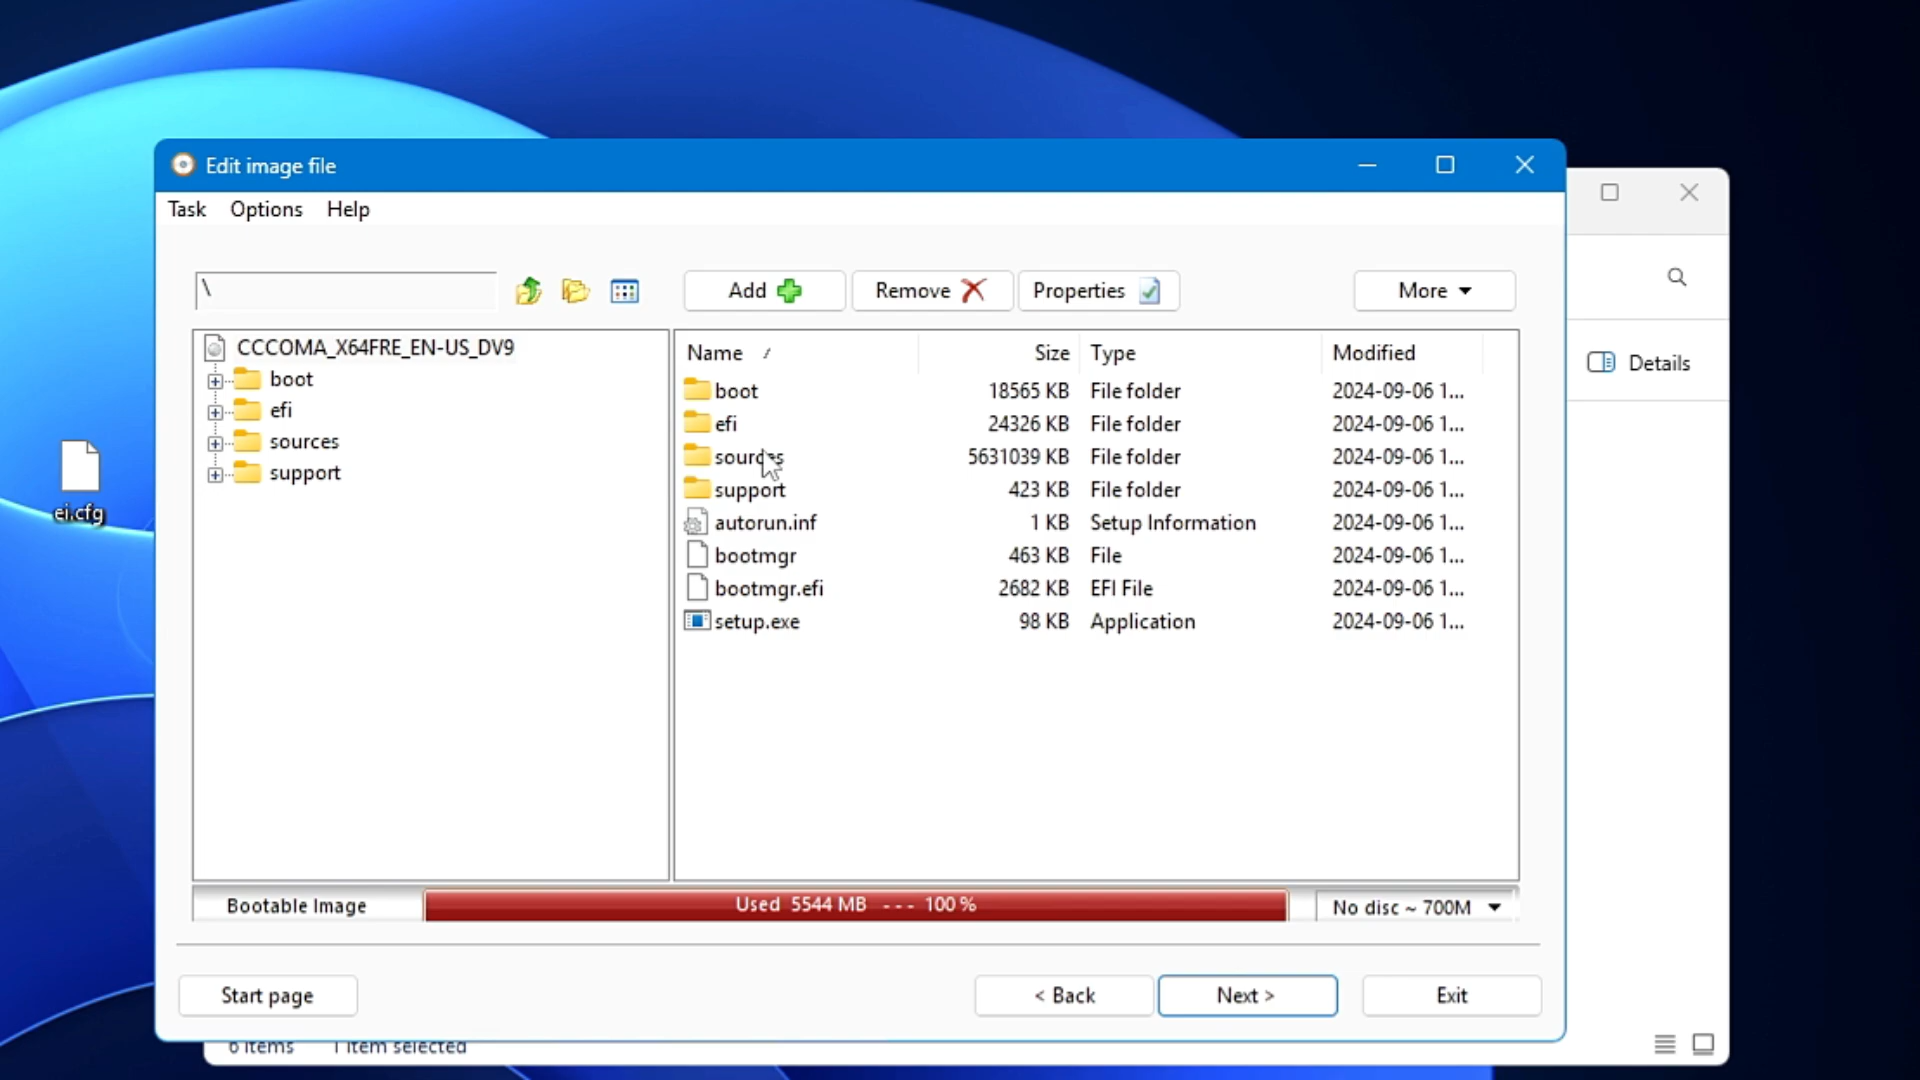 Edit image file
Task Options Help
\
Add Remove Properties More
CCCOMA_X64FRE_EN-US_DV9
boot
efi
sources
support
Name / Size Type Modified
boot 18565 KB File folder 2024-09-06 1...
efi 24326 KB File folder 2024-09-06 1...
sources 5631039 KB File folder 2024-09-06 1...
support 423 KB File folder 2024-09-06 1...
autorun.inf 1 KB Setup Information 2024-09-06 1...
bootmgr 463 KB File 2024-09-06 1...
bootmgr.efi 2682 KB EFI File 2024-09-06 1...
setup.exe 98 KB Application 2024-09-06 1...
Details
ei.cfg
Bootable Image Used 5544 MB --- 100 % No disc ~ 700M
Start page < Back Next > Exit
6 items 1 item selected